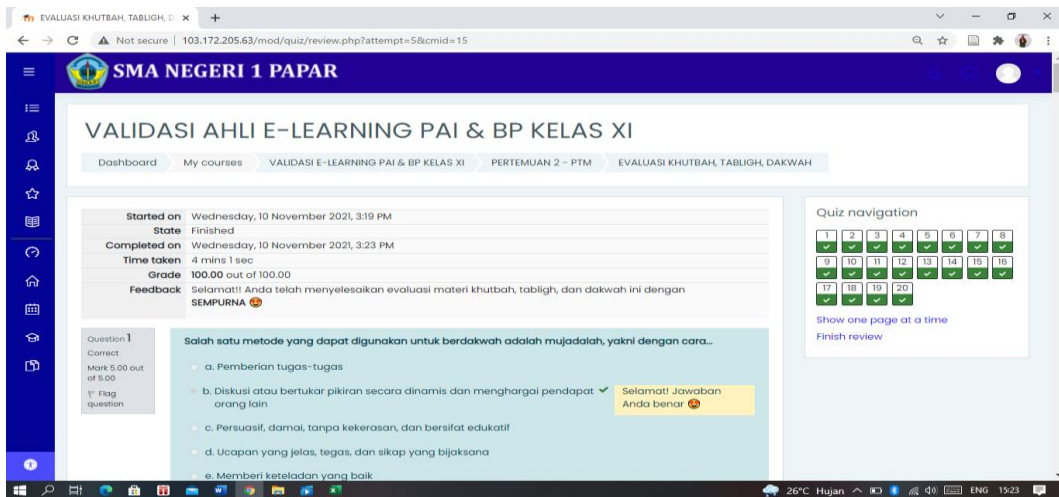 EVALUASI KHUTBAH, TABLIGH, D
Not secure | 103.172.205.63/mod/quiz/review.php?attempt=5&cmid=15
SMA NEGERI 1 PAPAR
VALIDASI AHLI E-LEARNING PAI & BP KELAS XI
Dashboard My courses VALIDASI E-LEARNING PAI & BP KELAS XI PERTEMUAN 2 - PTM EVALUASI KHUTBAH, TABLIGH, DAKWAH
Started on Wednesday, 10 November 2021, 3:19 PM
State Finished
Completed on Wednesday, 10 November 2021, 3:23 PM
Time taken 4 mins 1 sec
Grade 100.00 out of 100.00
Feedback Selamat!! Anda telah menyelesaikan evaluasi materi khutbah, tabligh, dan dakwah ini dengan
SEMPURNA 🤩
Quiz navigation
1 2 3 4 5 6 7 8
9 10 11 12 13 14 15 16
17 18 19 20
Show one page at a time
Finish review
Question 1
Correct
Mark 5.00 out
of 5.00
Flag
question
Salah satu metode yang dapat digunakan untuk berdakwah adalah mujadalah, yakni dengan cara...
a. Pemberian tugas-tugas
b. Diskusi atau bertukar pikiran secara dinamis dan menghargai pendapat
orang lain
Selamat! Jawaban
Anda benar 🤩
c. Persuasif, damai, tanpa kekerasan, dan bersifat edukatif
d. Ucapan yang jelas, tegas, dan sikap yang bijaksana
e. Memberi keteladan yang baik
26°C Hujan ENG 15:23